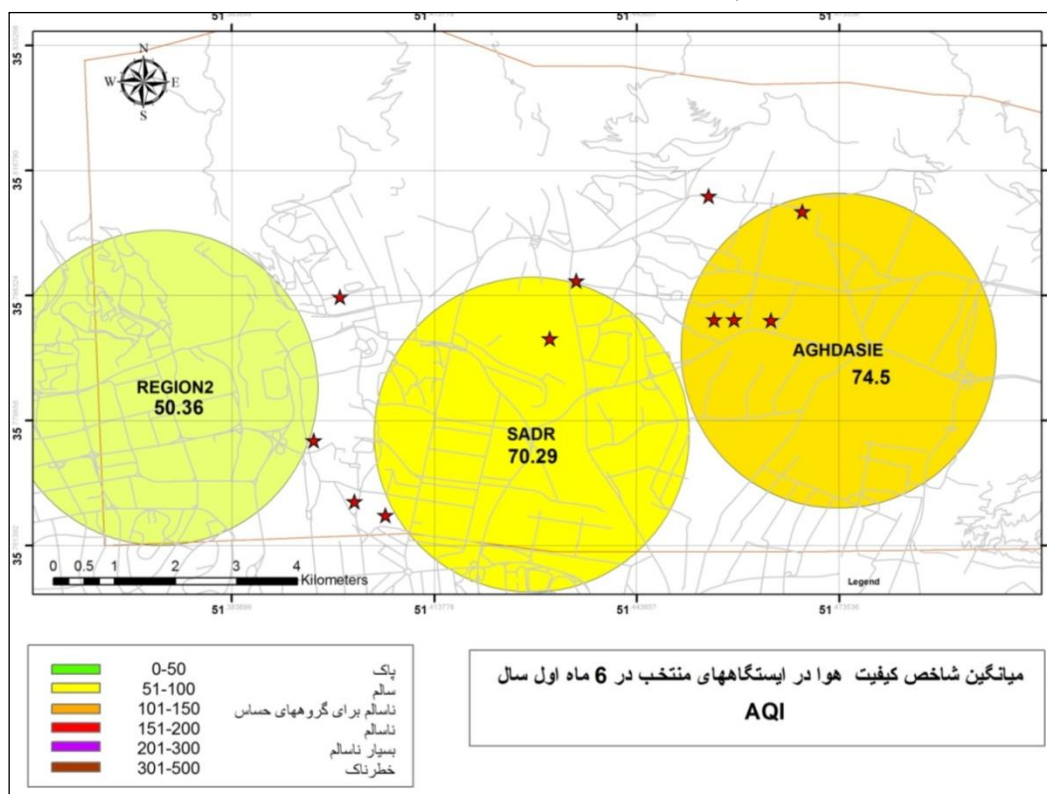 51 51 51 51
N
W E
S
35
35
35
35
35
REGION2
50.36
SADR
70.29
AGHDASIE
74.5
0 0.5 1 2 3 4
Kilometers
Legend
51 51 51 51
0-50 پاک
51-100 سالم
101-150 ناسالم برای گروههای حساس
151-200 ناسالم
201-300 بسیار ناسالم
301-500 خطرناک
میانگین شاخص کیفیت هوا در ایستگاههای منتخب در 6 ماه اول سال
AQI